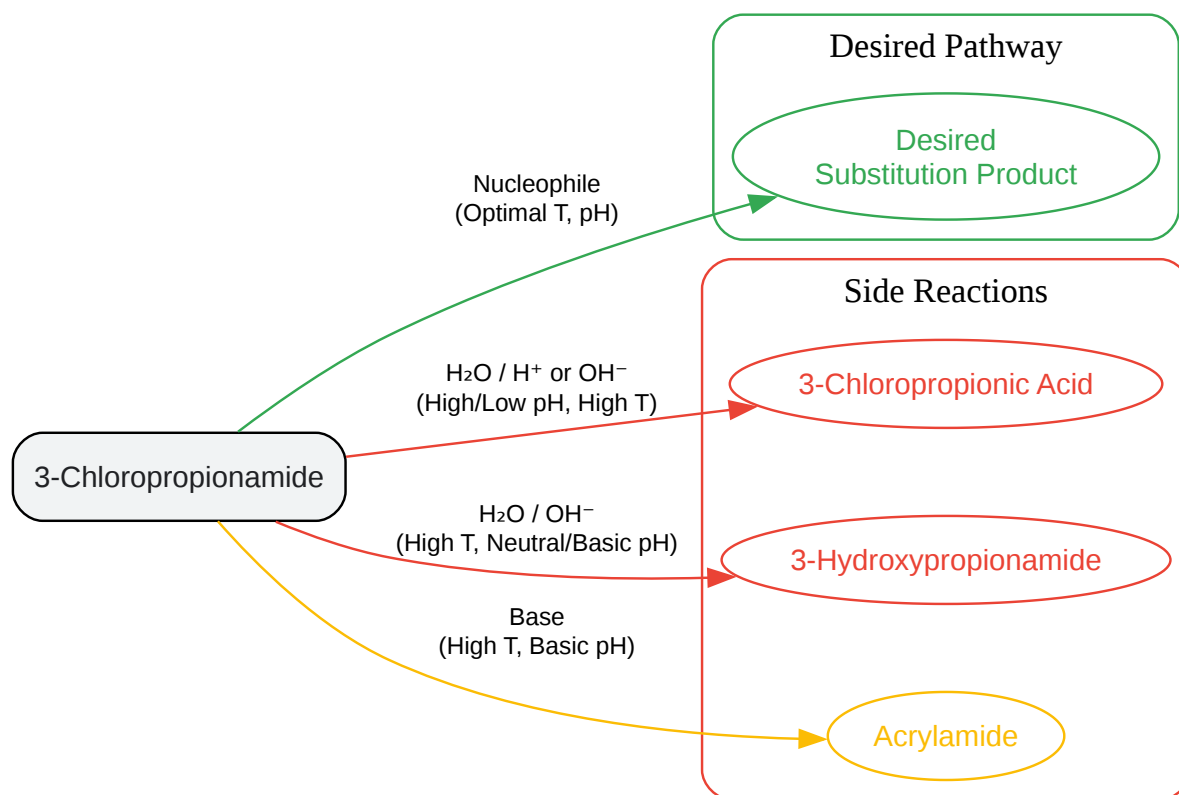 Desired Pathway
Desired
Substitution Product
Nucleophile
(Optimal T, pH)
Side Reactions
H₂O / H⁺ or OH⁻
(High/Low pH, High T)
3-Chloropropionic Acid
3-Chloropropionamide
H₂O / OH⁻
(High T, Neutral/Basic pH)
3-Hydroxypropionamide
Base
(High T, Basic pH)
Acrylamide